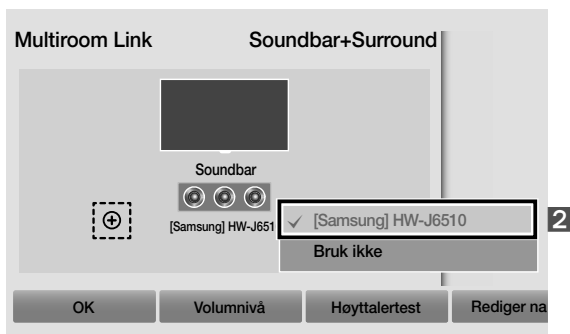 Multiroom Link
Soundbar+Surround
Soundbar
[Samsung] HW-J651
[Samsung] HW-J6510
2
Bruk ikke
OK
Volumnivå
Høyttalertest
Rediger na